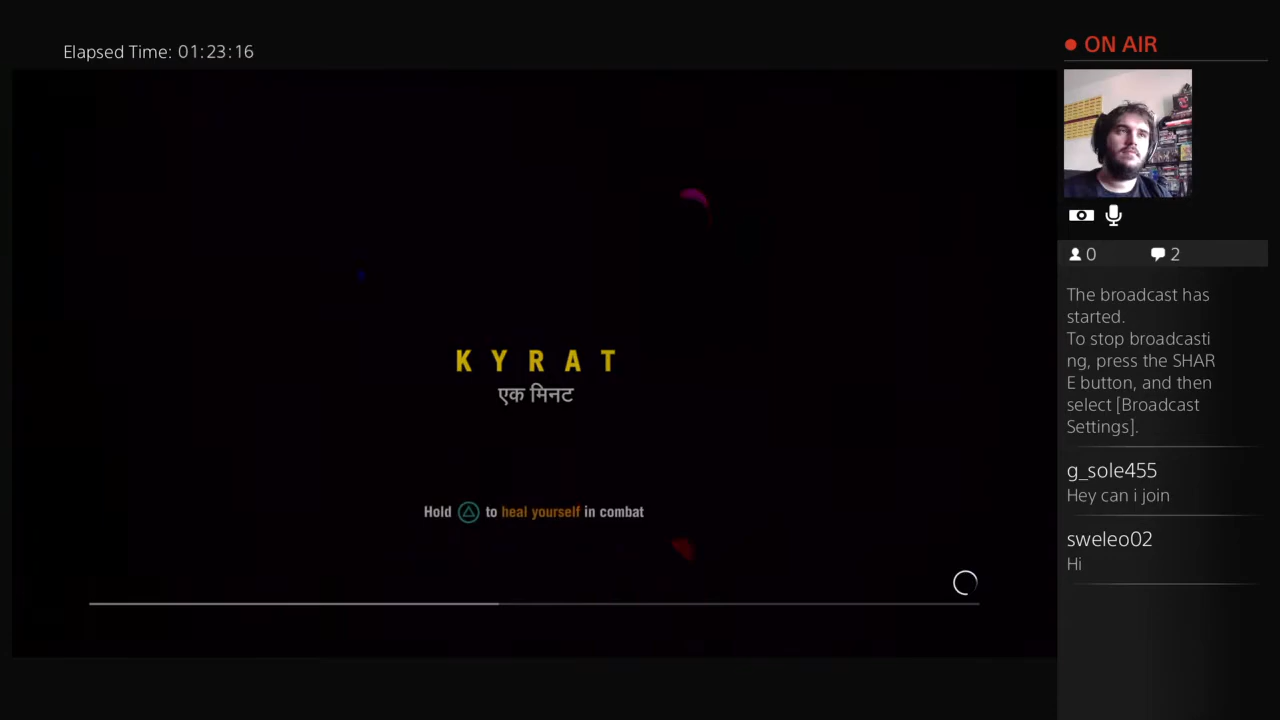 Elapsed Time: 01:23:16
ON AIR
K Y R A T
एक मिनट
Hold to heal yourself in combat
0 2
The broadcast has
started.
To stop broadcasti
ng, press the SHAR
E button, and then
select [Broadcast
Settings].
g_sole455
Hey can i join
sweleo02
Hi